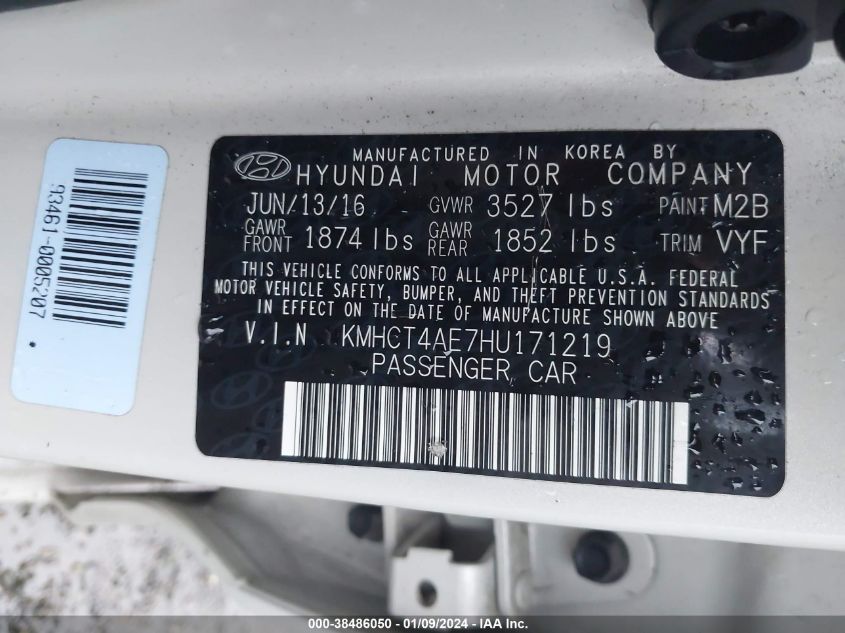 MANUFACTURED IN KOREA BY
HYUNDAI MOTOR COMPANY
JUN/13/16 GVWR 3527 lbs PAINT M2B
GAWR FRONT 1874 lbs GAWR REAR 1852 lbs TRIM VYF
THIS VEHICLE CONFORMS TO ALL APPLICABLE U.S.A. FEDERAL
MOTOR VEHICLE SAFETY, BUMPER, AND THEFT PREVENTION STANDARDS
IN EFFECT ON THE DATE OF MANUFACTURE SHOWN ABOVE
V.I.N KMHCT4AE7HU171219
PASSENGER CAR
93461-0005207
000-38486050 - 01/09/2024 - IAA Inc.